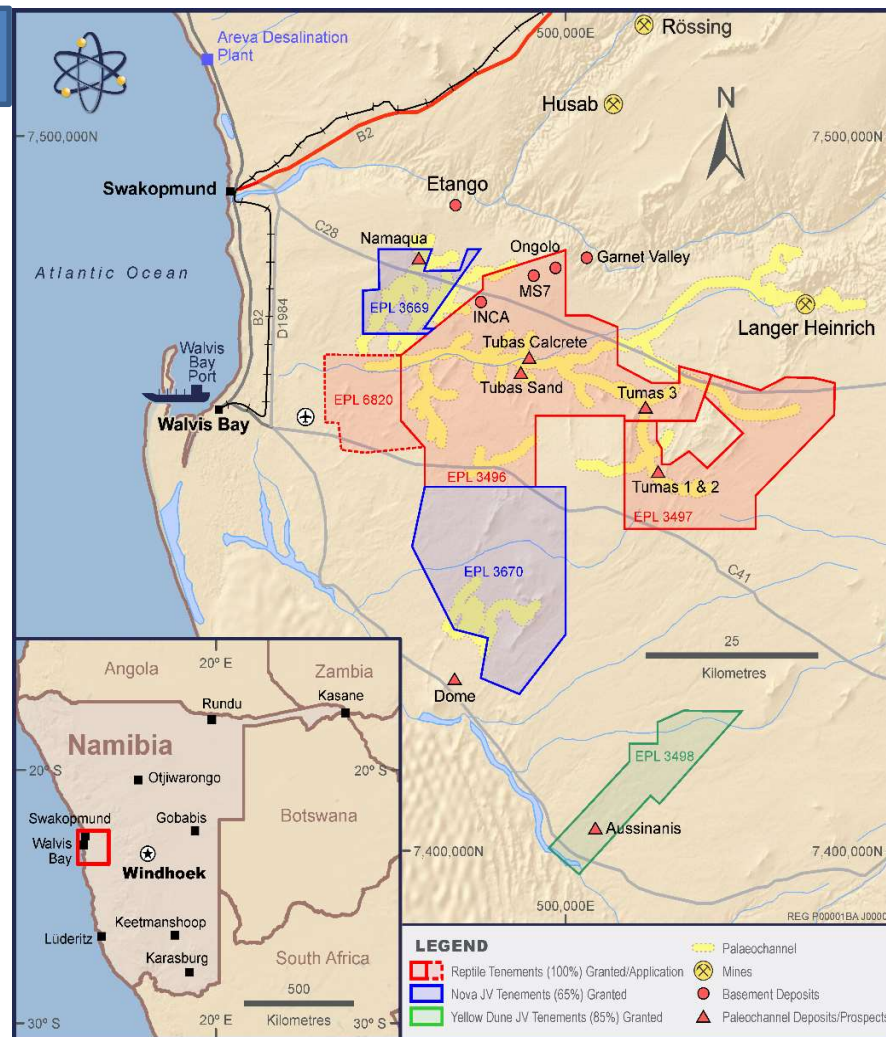 Areva Desalination
Plant
500,000E
Rössing
Husab
N
7,500,000N
7,500,000N
B2
Swakopmund
Etango
C28
Namaqua
Ongolo
Garnet Valley
Atlantic Ocean
MS7
EPL 3669
INCA
B2
D1984
Langer Heinrich
Walvis
Bay
Port
Tubas Calcrete
Tubas Sand
EPL 6820
Tumas 3
Walvis Bay
EPL 3496
Tumas 1 & 2
EPL 3497
EPL 3670
C41
25
Kilometres
Dome
EPL 3498
Aussinanis
7,400,000N
7,400,000N
500,000E
REG P00001BA J0000
20° E
Angola
Zambia
Rundu
Kasane
Namibia
20° S
20° S
Otjiwarongo
Botswana
Swakopmund
Gobabis
Walvis
Bay
Windhoek
Keetmanshoop
Lüderitz
Karasburg
South Africa
500
Kilometres
30° S
20° E
30° S
LEGEND
Reptile Tenements (100%) Granted/Application
Nova JV Tenements (65%) Granted
Yellow Dune JV Tenements (85%) Granted
Palaeochannel
Mines
Basement Deposits
Paleochannel Deposits/Prospects